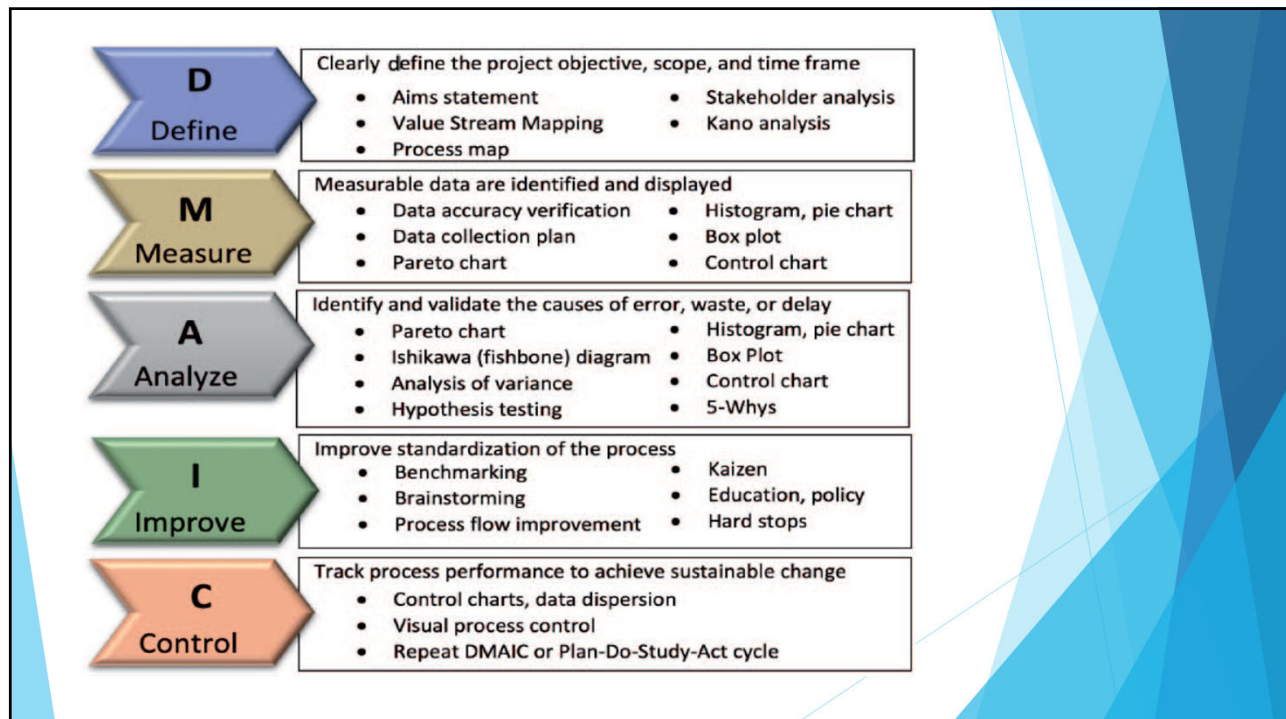 D
Define
Clearly define the project objective, scope, and time frame
• Aims statement
• Value Stream Mapping
• Process map
• Stakeholder analysis
• Kano analysis
M
Measure
Measurable data are identified and displayed
• Data accuracy verification
• Data collection plan
• Pareto chart
• Histogram, pie chart
• Box plot
• Control chart
A
Analyze
Identify and validate the causes of error, waste, or delay
• Pareto chart
• Ishikawa (fishbone) diagram
• Analysis of variance
• Hypothesis testing
• Histogram, pie chart
• Box Plot
• Control chart
• 5-Whys
I
Improve
Improve standardization of the process
• Benchmarking
• Brainstorming
• Process flow improvement
• Kaizen
• Education, policy
• Hard stops
C
Control
Track process performance to achieve sustainable change
• Control charts, data dispersion
• Visual process control
• Repeat DMAIC or Plan-Do-Study-Act cycle